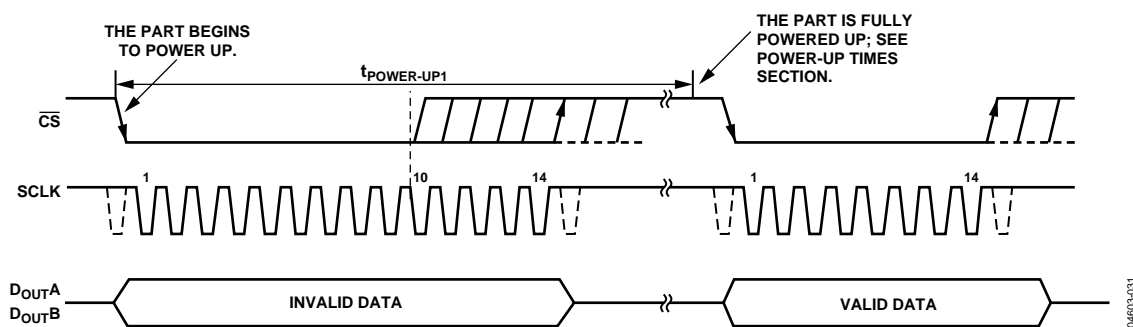 THE PART BEGINS
TO POWER UP.
THE PART IS FULLY
POWERED UP; SEE
POWER-UP TIMES
SECTION.
tPOWER-UP1
CS
SCLK
1
10
14
1
14
DOUTA
DOUTB
INVALID DATA
VALID DATA
04603-031